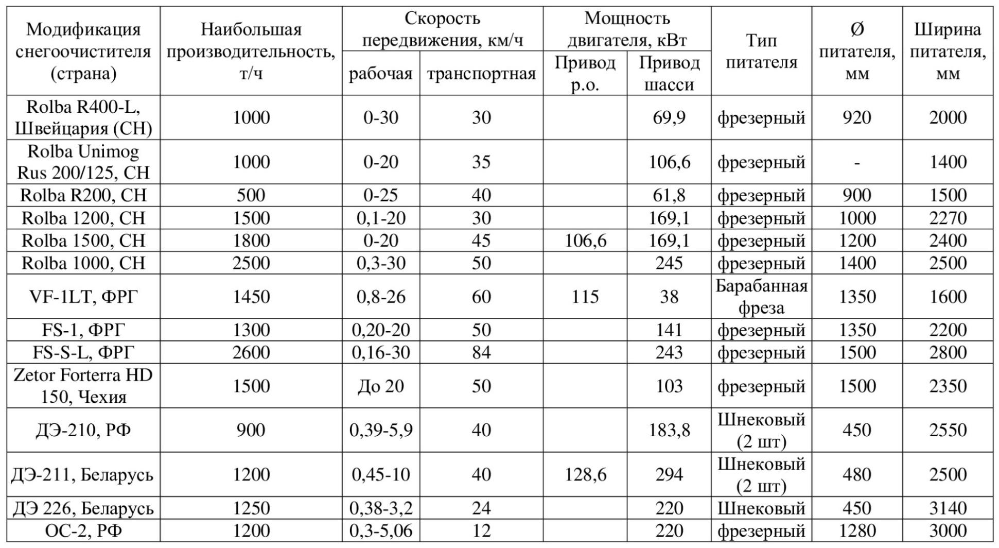 Модификация снегоочистителя (страна) Наибольшая производительность, т/ч Скорость передвижения, км/ч Мощность двигателя, кВт Тип питателя Ø питателя, мм Ширина питателя, мм
рабочая транспортная Привод р.о. Привод шасси
Rolba R400-L, Швейцария (CH) 1000 0-30 30 69,9 фрезерный 920 2000
Rolba Unimog Rus 200/125, CH 1000 0-20 35 106,6 фрезерный - 1400
Rolba R200, CH 500 0-25 40 61,8 фрезерный 900 1500
Rolba 1200, CH 1500 0,1-20 30 169,1 фрезерный 1000 2270
Rolba 1500, CH 1800 0-20 45 106,6 169,1 фрезерный 1200 2400
Rolba 1000, CH 2500 0,3-30 50 245 фрезерный 1400 2500
VF-1LT, ФРГ 1450 0,8-26 60 115 38 Барабанная фреза 1350 1600
FS-1, ФРГ 1300 0,20-20 50 141 фрезерный 1350 2200
FS-S-L, ФРГ 2600 0,16-30 84 243 фрезерный 1500 2800
Zetor Forterra HD 150, Чехия 1500 До 20 50 103 фрезерный 1500 2350
ДЭ-210, РФ 900 0,39-5,9 40 183,8 Шнековый (2 шт) 450 2550
ДЭ-211, Беларусь 1200 0,45-10 40 128,6 294 Шнековый (2 шт) 480 2500
ДЭ 226, Беларусь 1250 0,38-3,2 24 220 Шнековый 450 3140
ОС-2, РФ 1200 0,3-5,06 12 220 фрезерный 1280 3000